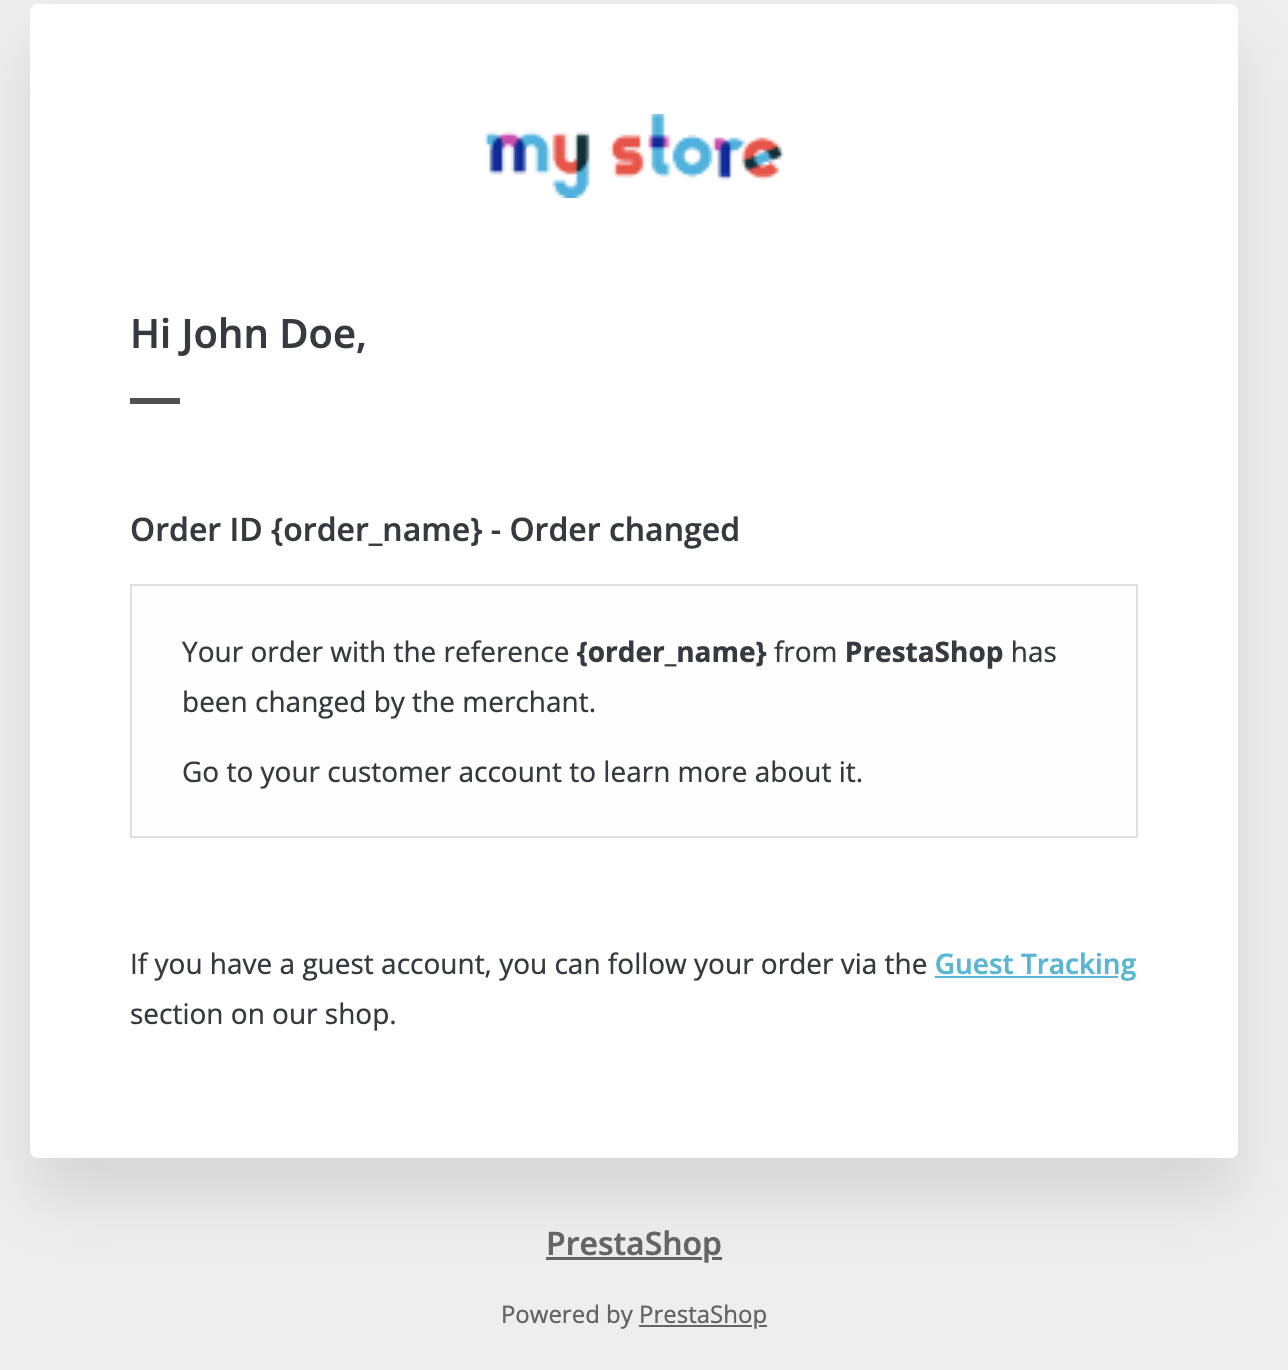 my store
Hi John Doe,
Order ID {order_name} - Order changed
Your order with the reference {order_name} from PrestaShop has
been changed by the merchant.
Go to your customer account to learn more about it.
If you have a guest account, you can follow your order via the Guest Tracking
section on our shop.
PrestaShop
Powered by PrestaShop